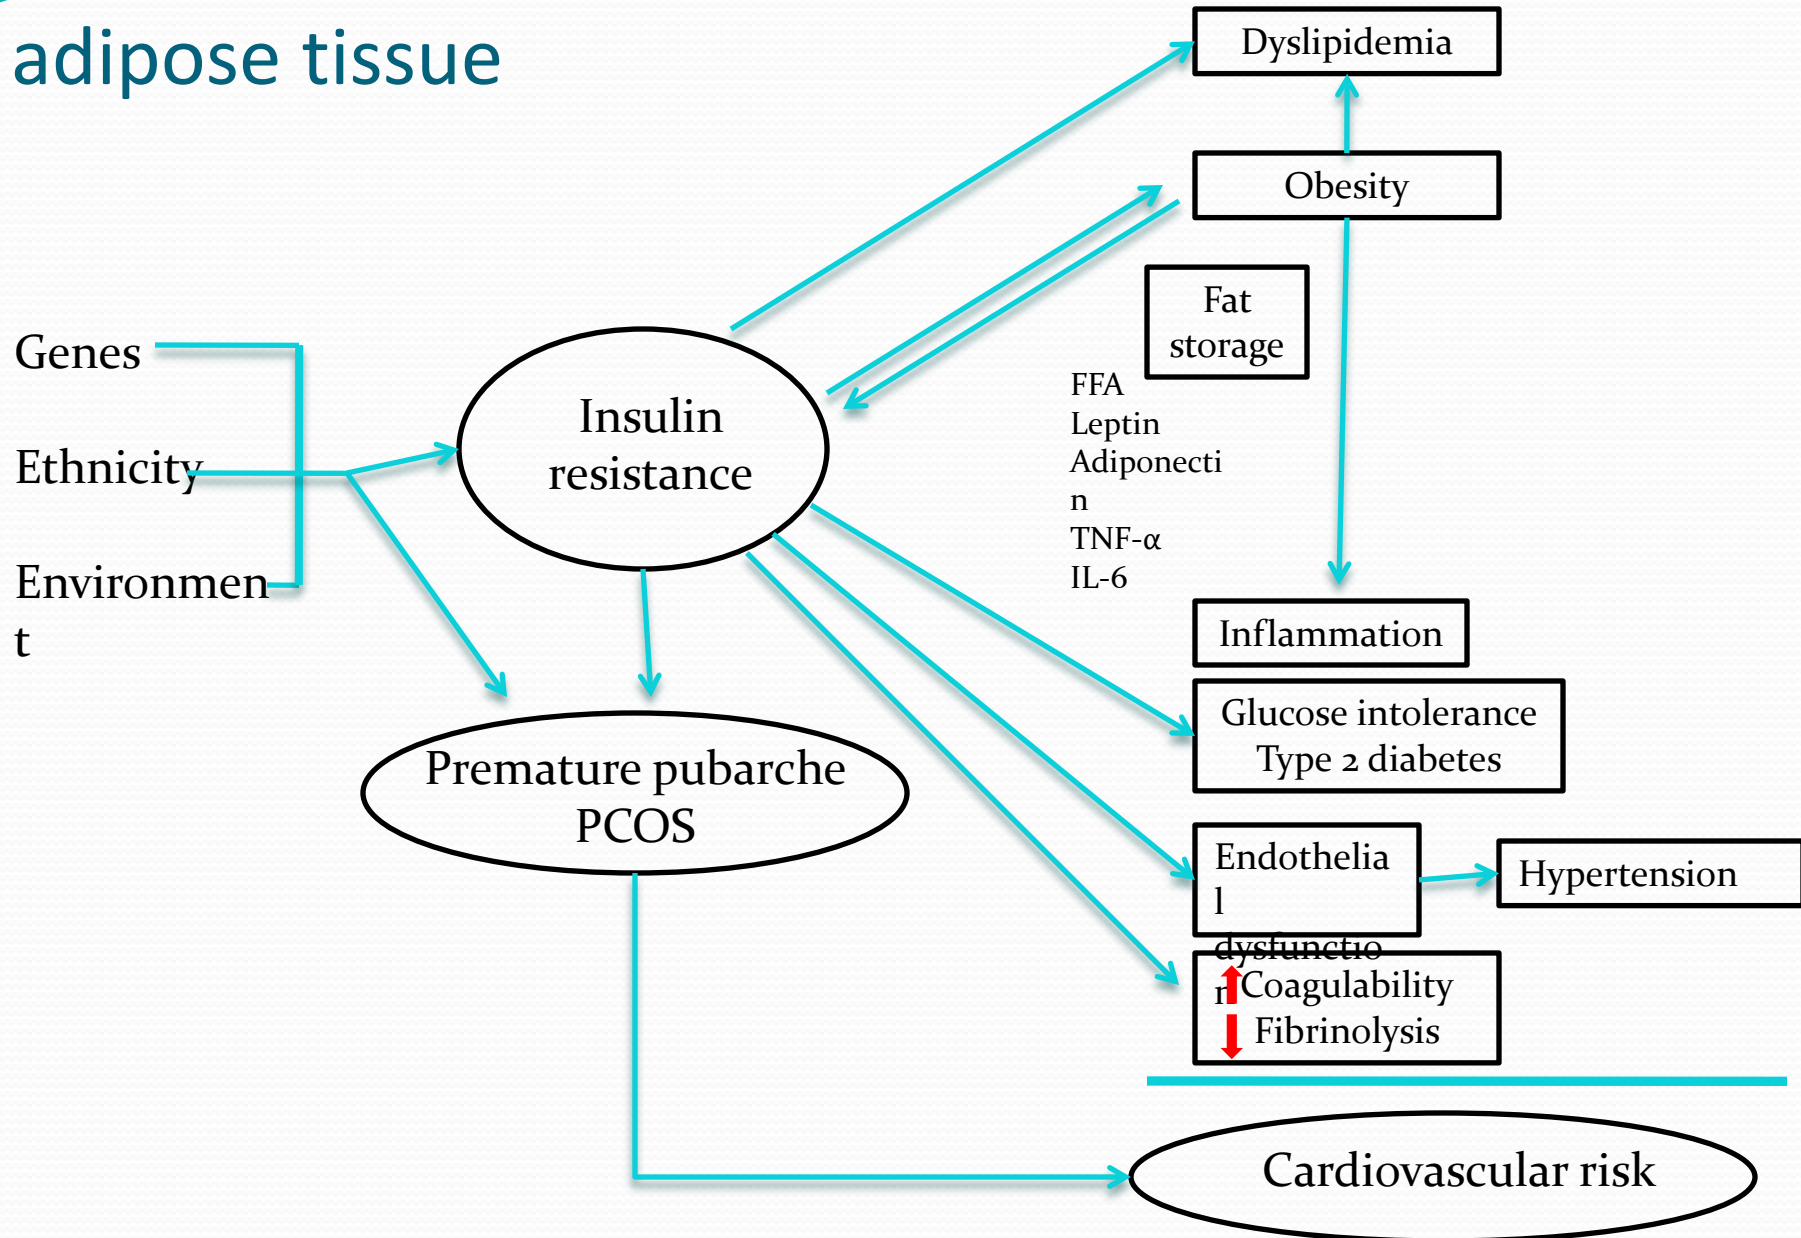 adipose tissue
Dyslipidemia
Obesity
Fat
storage
FFA
Leptin
Adiponecti
n
TNF-α
IL-6
Genes
Ethnicity
Environmen
t
Insulin
resistance
Inflammation
Glucose intolerance
Type 2 diabetes
Premature pubarche
PCOS
Endothelia
l
dysfunctio
n
Hypertension
Coagulability
Fibrinolysis
Cardiovascular risk